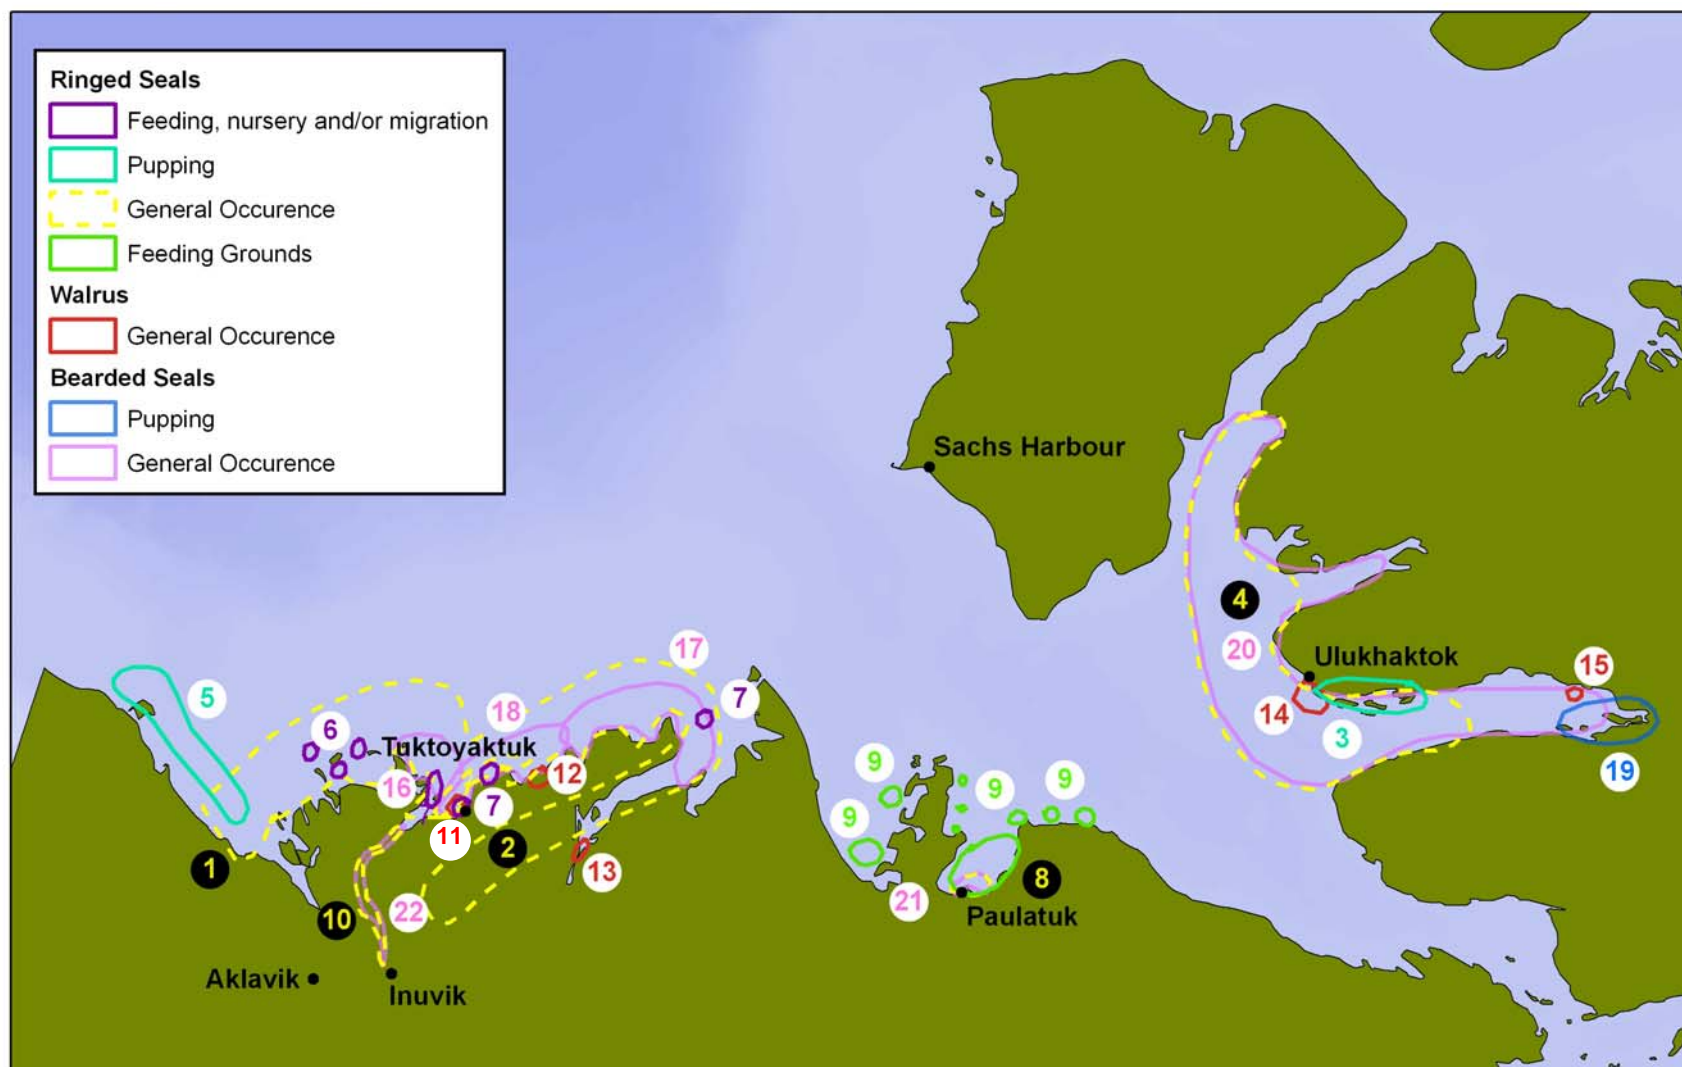 Ringed Seals
Feeding, nursery and/or migration
Pupping
General Occurence
Feeding Grounds
Walrus
General Occurence
Bearded Seals
Pupping
General Occurence
Sachs Harbour
4
20
Ulukhaktok
15
14
3
19
17
5
7
18
6
Tuktoyaktuk
12
16
7
11
2
13
1
22
10
9
9
9
9
8
21
Paulatuk
Aklavik
Inuvik